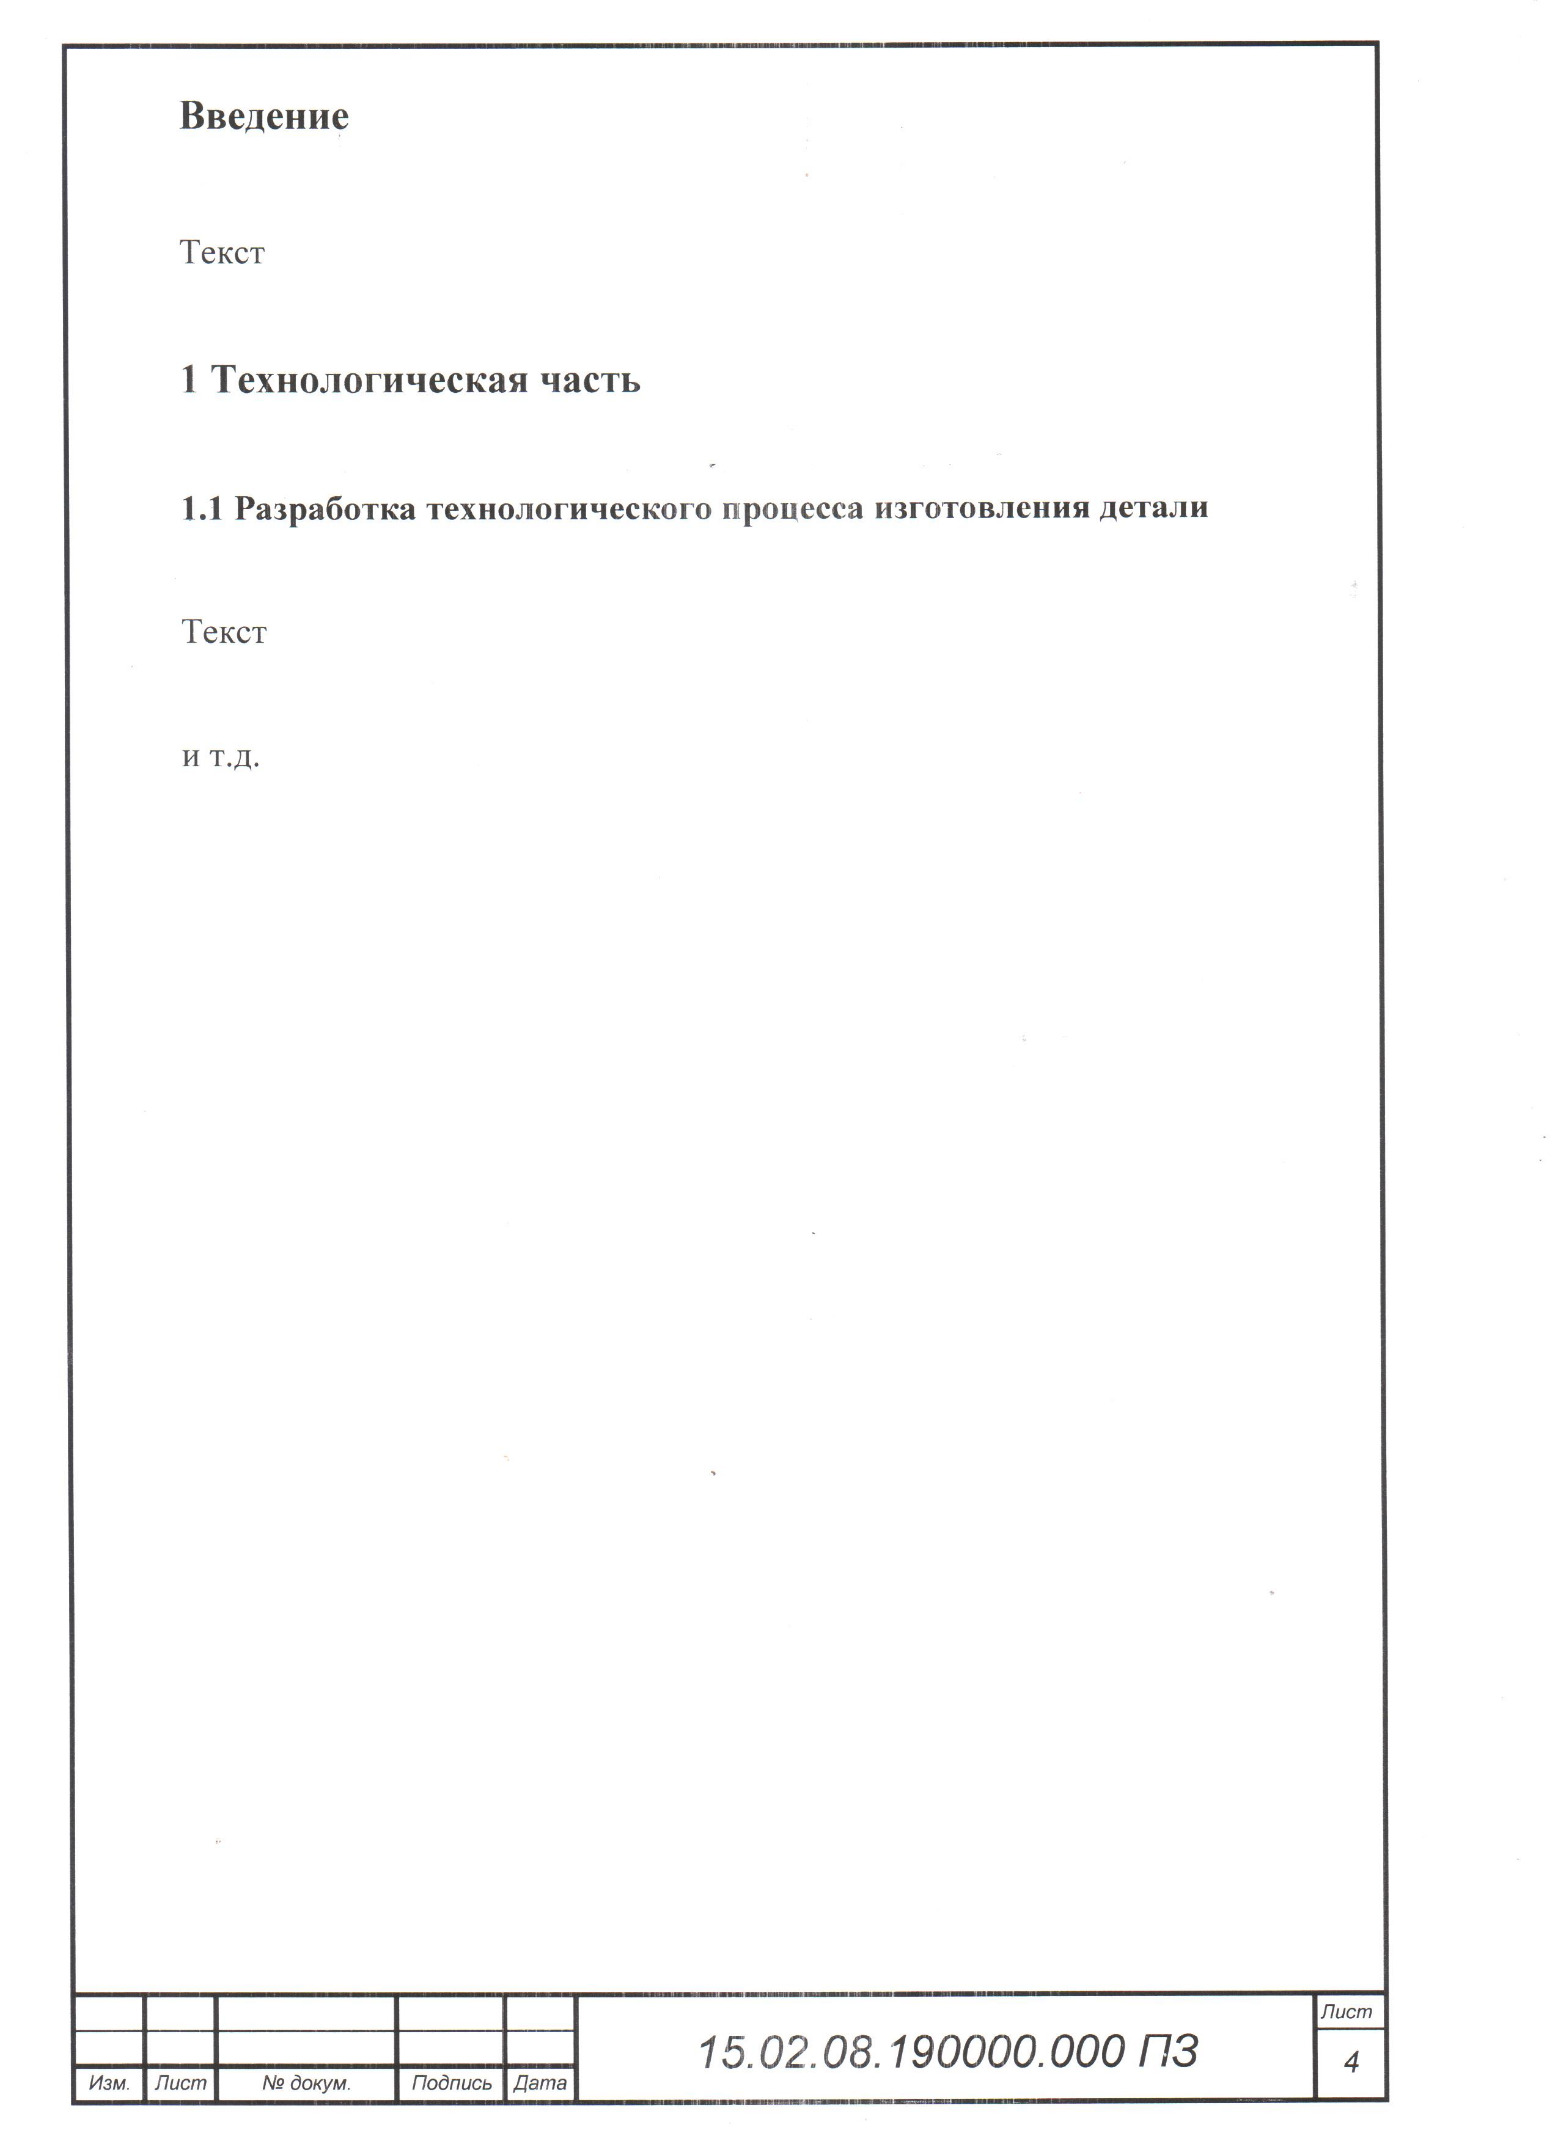 Введение
Текст
1 Технологическая часть
1.1 Разработка технологического процесса изготовления детали
Текст
и т.д.
Изм. Лист № докум. Подпись Дата
15.02.08.190000.000 ПЗ
Лист
4